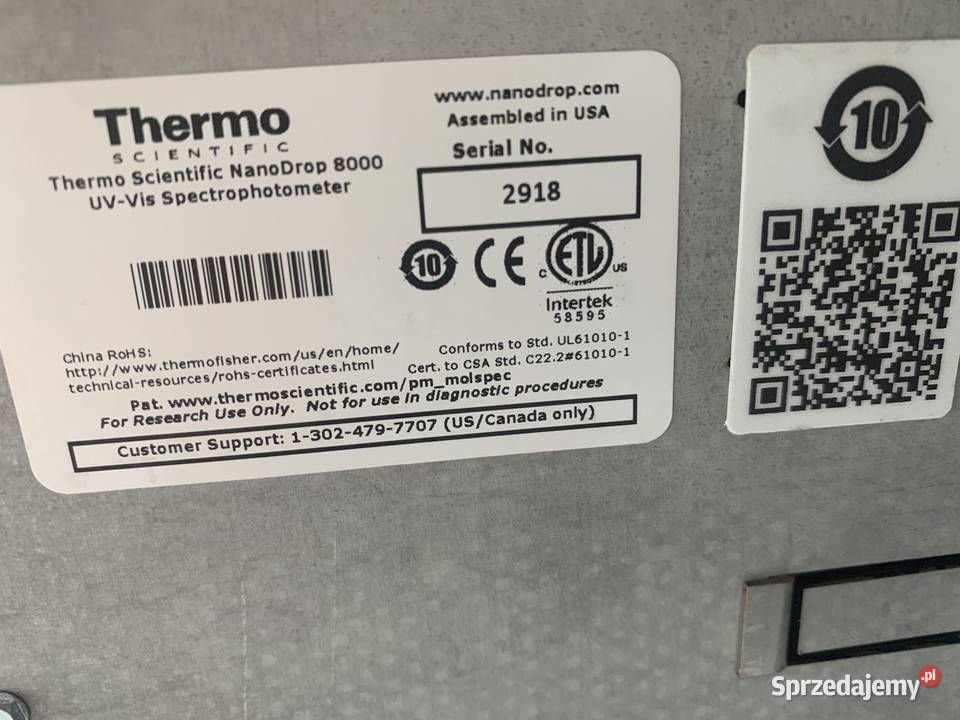 Thermo
SCIENTIFIC
Thermo Scientific NanoDrop 8000
UV-Vis Spectrophotometer
www.nanodrop.com
Assembled in USA
Serial No.
2918
10
CE
c ETL us
Intertek
58595
China RoHS:
http://www.thermofisher.com/us/en/home/
technical-resources/rohs-certificates.html
Conforms to Std. UL61010-1
Cert. to CSA Std. C22.2#61010-1
Pat. www.thermoscientific.com/pm_molspec
For Research Use Only. Not for use in diagnostic procedures
Customer Support: 1-302-479-7707 (US/Canada only)
10
Sprzedajemy.pl